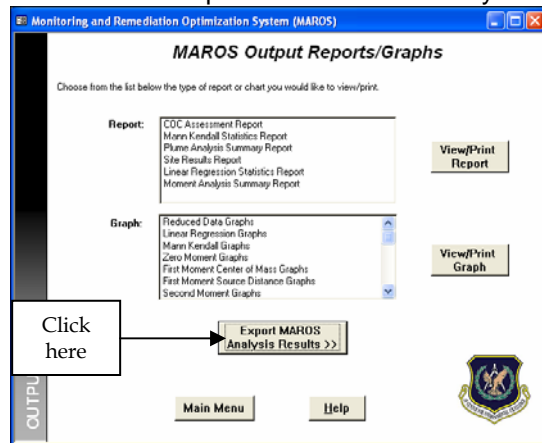 Monitoring and Remediation Optimization System (MAROS)
MAROS Output Reports/Graphs
Choose from the list below the type of report or chart you would like to view/print.
Report:
COC Assessment Report
Mann Kendall Statistics Report
Plume Analysis Summary Report
Site Results Report
Linear Regression Statistics Report
Moment Analysis Summary Report
View/Print
Report
Graph:
Reduced Data Graphs
Linear Regression Graphs
Mann Kendall Graphs
Zero Moment Graphs
First Moment Center of Mass Graphs
First Moment Source Distance Graphs
Second Moment Graphs
View/Print
Graph
Click
here
Export MAROS
Analysis Results >>
OUTPU
Main Menu
Help